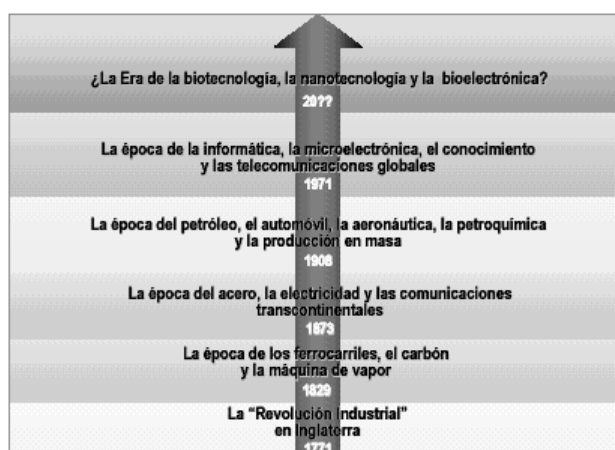 ¿La Era de la biotecnología, la nanotecnología y la bioelectrónica?
20??
La época de la informática, la microelectrónica, el conocimiento
y las telecomunicaciones globales
1971
La época del petróleo, el automóvil, la aeronáutica, la petroquímica
y la producción en masa
1908
La época del acero, la electricidad y las comunicaciones
transcontinentales
1873
La época de los ferrocarriles, el carbón
y la máquina de vapor
1829
La “Revolución Industrial”
en Inglaterra
1771